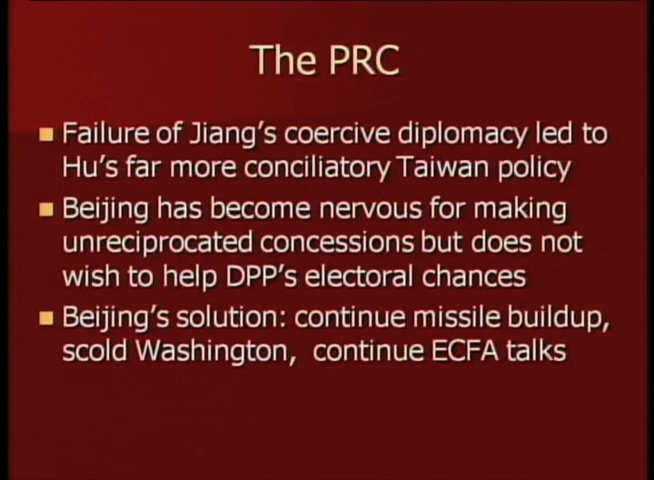 The PRC
Failure of Jiang's coercive diplomacy led to
Hu's far more conciliatory Taiwan policy
Beijing has become nervous for making
unreciprocated concessions but does not
wish to help DPP's electoral chances
Beijing's solution: continue missile buildup,
scold Washington,  continue ECFA talks